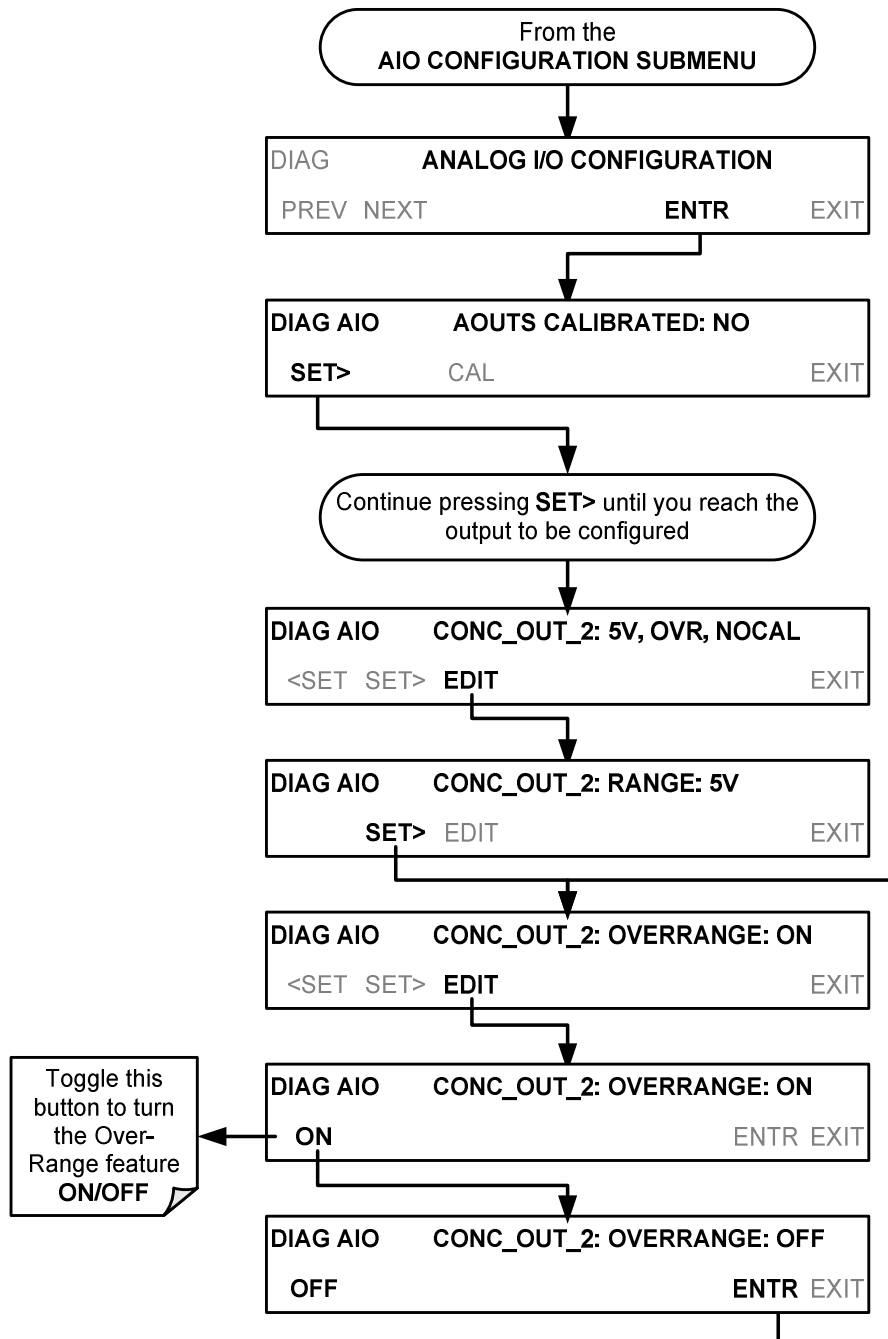 From the
AIO CONFIGURATION SUBMENU
DIAG ANALOG I/O CONFIGURATION
PREV NEXT ENTR EXIT
DIAG AIO AOUTS CALIBRATED: NO
SET> CAL EXIT
Continue pressing SET> until you reach the
output to be configured
DIAG AIO CONC_OUT_2: 5V, OVR, NOCAL
<SET SET> EDIT EXIT
DIAG AIO CONC_OUT_2: RANGE: 5V
SET> EDIT EXIT
DIAG AIO CONC_OUT_2: OVERRANGE: ON
<SET SET> EDIT EXIT
Toggle this
button to turn
the Over-
Range feature
ON/OFF
DIAG AIO CONC_OUT_2: OVERRANGE: ON
ON ENTR EXIT
DIAG AIO CONC_OUT_2: OVERRANGE: OFF
OFF ENTR EXIT